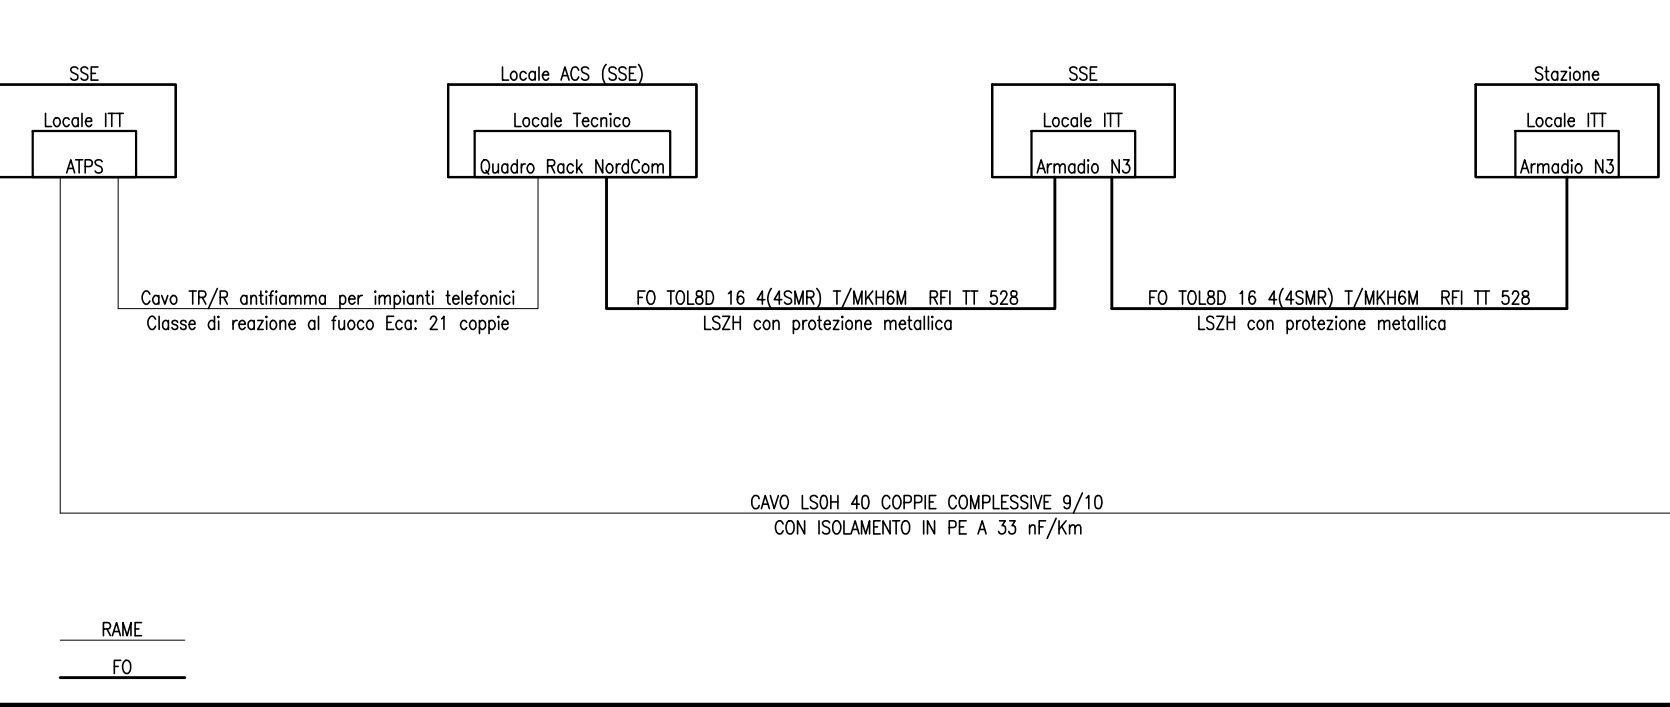 SSE
Locale ITT
ATPS
Locale ACS (SSE)
Locale Tecnico
Quadro Rack NordCom
SSE
Locale ITT
Armadio N3
Stazione
Locale ITT
Armadio N3
Cavo TR/R antifiamma per impianti telefonici
Classe di reazione al fuoco Eca: 21 coppie
FO TOL8D 16 4(4SMR) T/MKH6M RFI TT 528
LSZH con protezione metallica
FO TOL8D 16 4(4SMR) T/MKH6M RFI TT 528
LSZH con protezione metallica
CAVO LS0H 40 COPPIE COMPLESSIVE 9/10
CON ISOLAMENTO IN PE A 33 nF/Km
RAME
FO